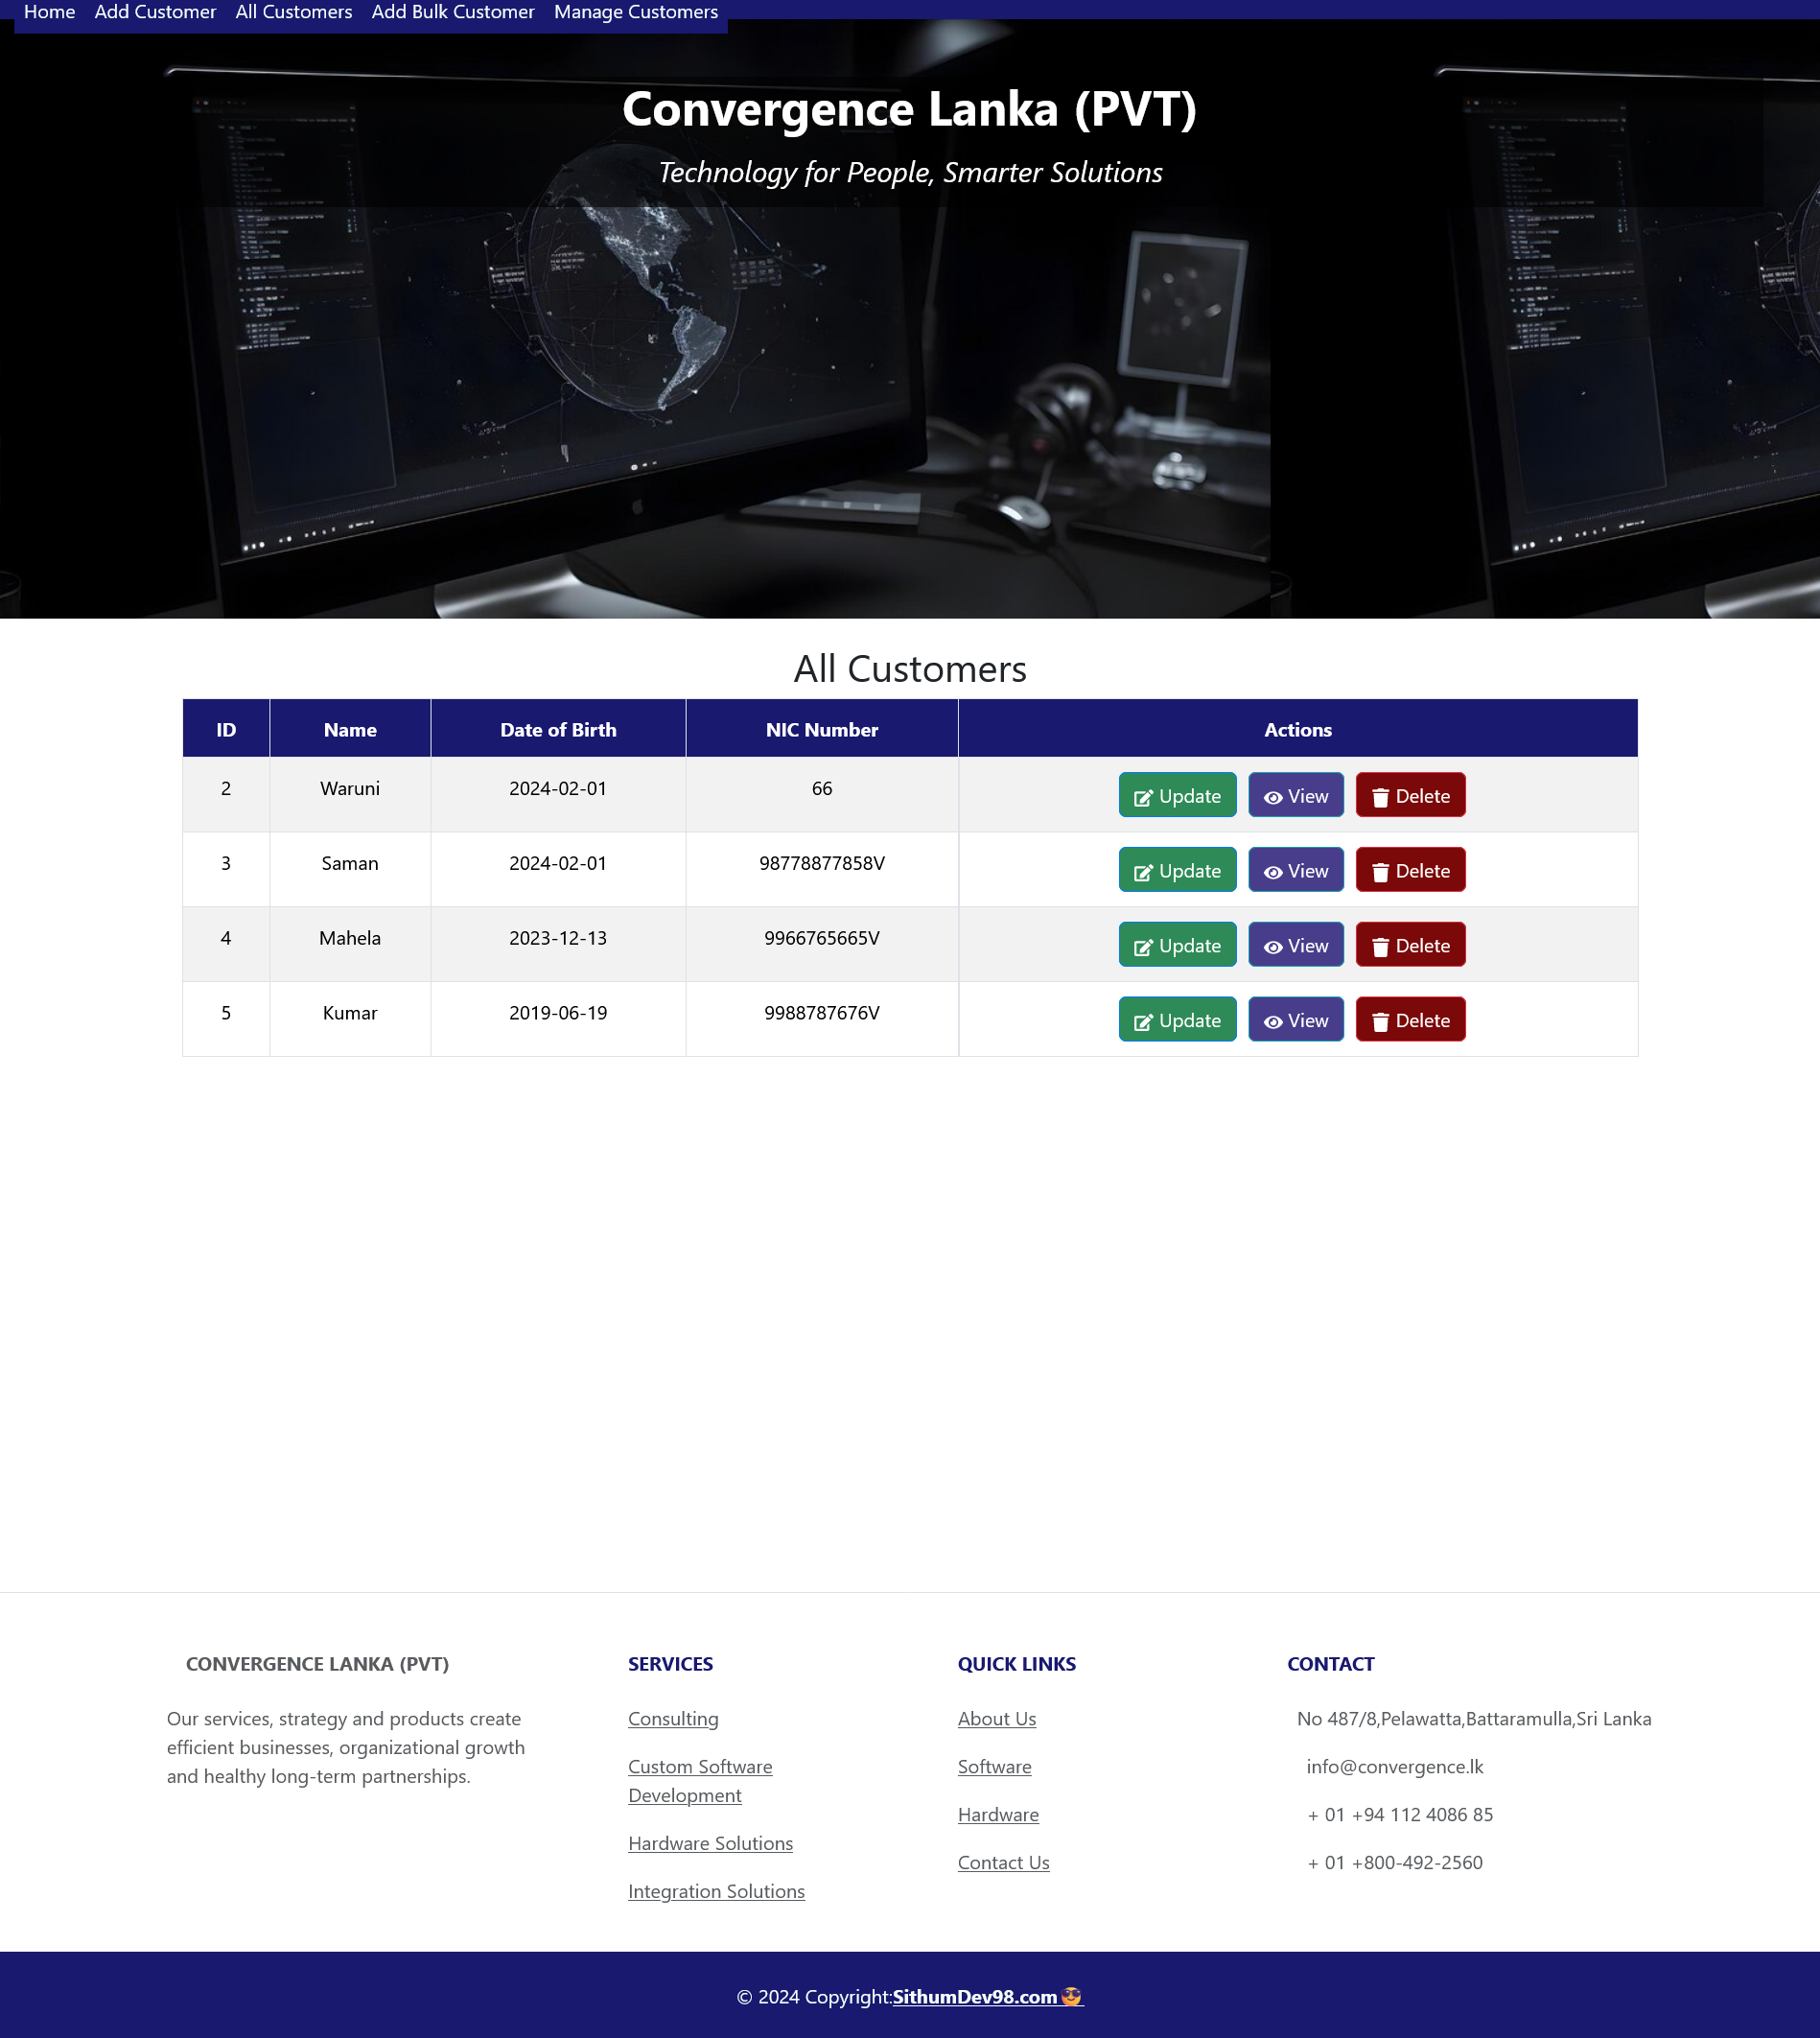 Home Add Customer All Customers Add Bulk Customer Manage Customers
Convergence Lanka (PVT)
Technology for People, Smarter Solutions
All Customers
ID Name Date of Birth NIC Number Actions
2 Waruni 2024-02-01 66 Update View Delete
3 Saman 2024-02-01 98778877858V Update View Delete
4 Mahela 2023-12-13 9966765665V Update View Delete
5 Kumar 2019-06-19 9988787676V Update View Delete
CONVERGENCE LANKA (PVT)
Our services, strategy and products create
efficient businesses, organizational growth
and healthy long-term partnerships.
SERVICES
Consulting
Custom Software
Development
Hardware Solutions
Integration Solutions
QUICK LINKS
About Us
Software
Hardware
Contact Us
CONTACT
No 487/8,Pelawatta,Battaramulla,Sri Lanka
info@convergence.lk
+ 01 +94 112 4086 85
+ 01 +800-492-2560
© 2024 Copyright:SithumDev98.com